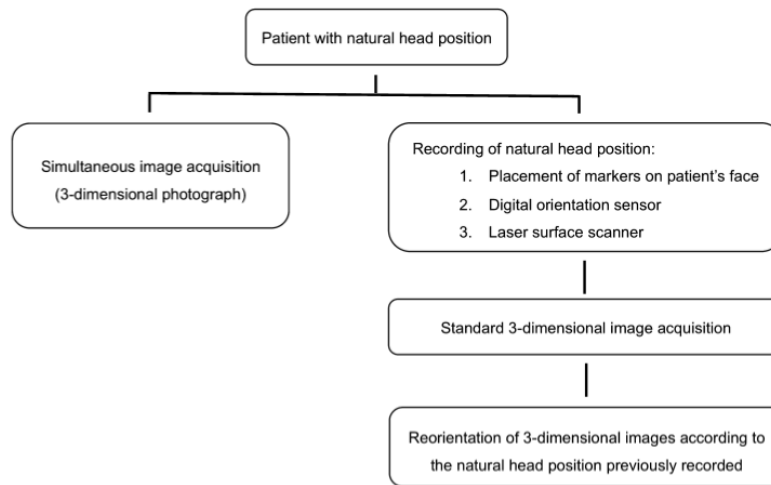 Patient with natural head position
Simultaneous image acquisition
(3-dimensional photograph)
Recording of natural head position:
1. Placement of markers on patient's face
2. Digital orientation sensor
3. Laser surface scanner
Standard 3-dimensional image acquisition
Reorientation of 3-dimensional images according to
the natural head position previously recorded